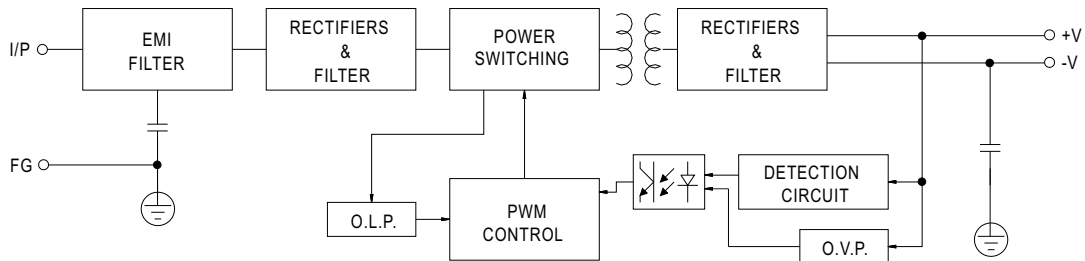 I/P
EMI
FILTER
RECTIFIERS
&
FILTER
POWER
SWITCHING
RECTIFIERS
&
FILTER
+V
-V
FG
O.L.P.
PWM
CONTROL
DETECTION
CIRCUIT
O.V.P.